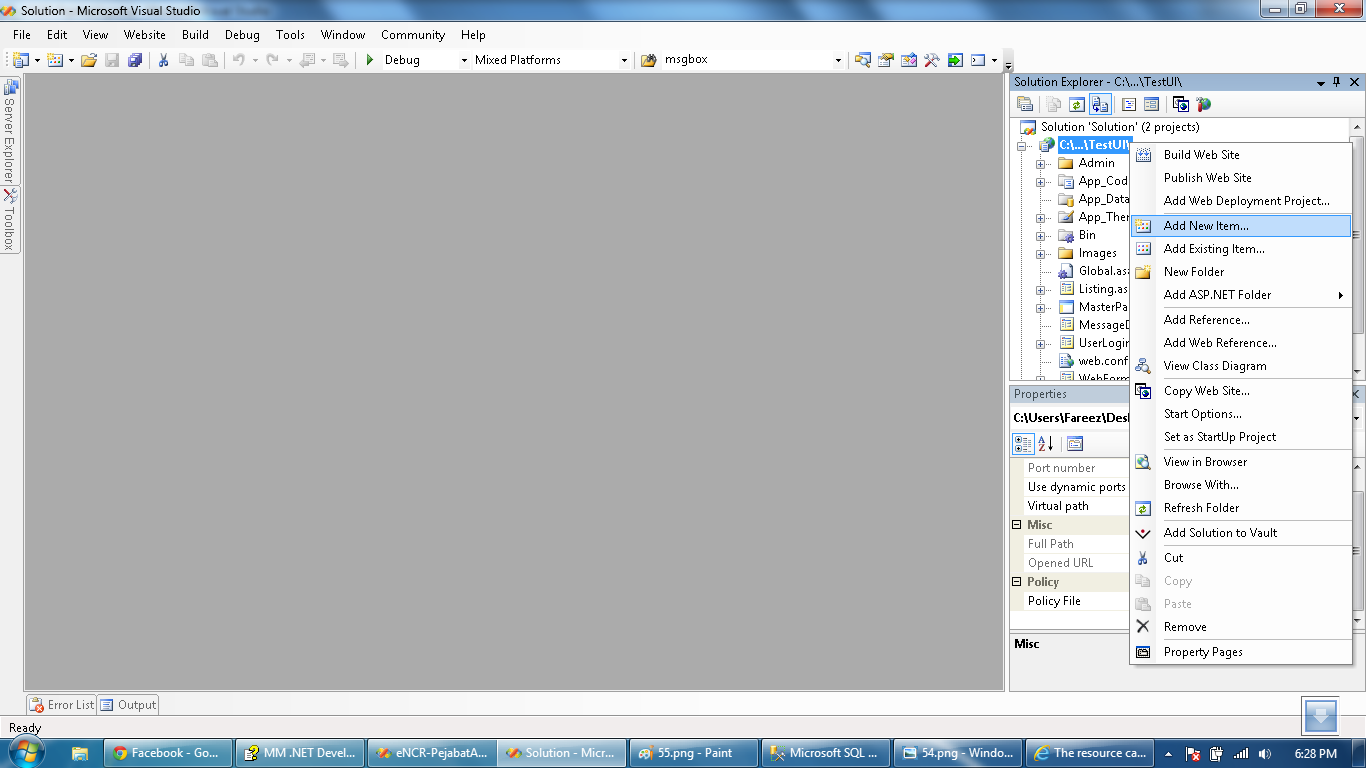 Solution - Microsoft Visual Studio
File Edit View Website Build Debug Tools Window Community Help
Debug Mixed Platforms msgbox
Server Explorer
Toolbox
Solution Explorer - C:\...\TestUI\
Solution 'Solution' (2 projects)
C:\...\TestUI\
Admin
App_Cod
App_Data
App_Ther
Bin
Images
Global.asa
Listing.as
MasterPa
MessageD
UserLogin
web.conf
WebForm
Build Web Site
Publish Web Site
Add Web Deployment Project...
Add New Item...
Add Existing Item...
New Folder
Add ASP.NET Folder
Add Reference...
Add Web Reference...
View Class Diagram
Copy Web Site...
Start Options...
Set as StartUp Project
View in Browser
Browse With...
Refresh Folder
Add Solution to Vault
Cut
Copy
Paste
Remove
Property Pages
Properties
C:\Users\Fareez\Des
Port number
Use dynamic ports
Virtual path
Misc
Full Path
Opened URL
Policy
Policy File
Misc
Error List Output
Ready
Facebook - Go... MM .NET Devel... eNCR-PejabatA... Solution - Micr... 55.png - Paint Microsoft SQL ... 54.png - Windo... The resource ca... 6:28 PM